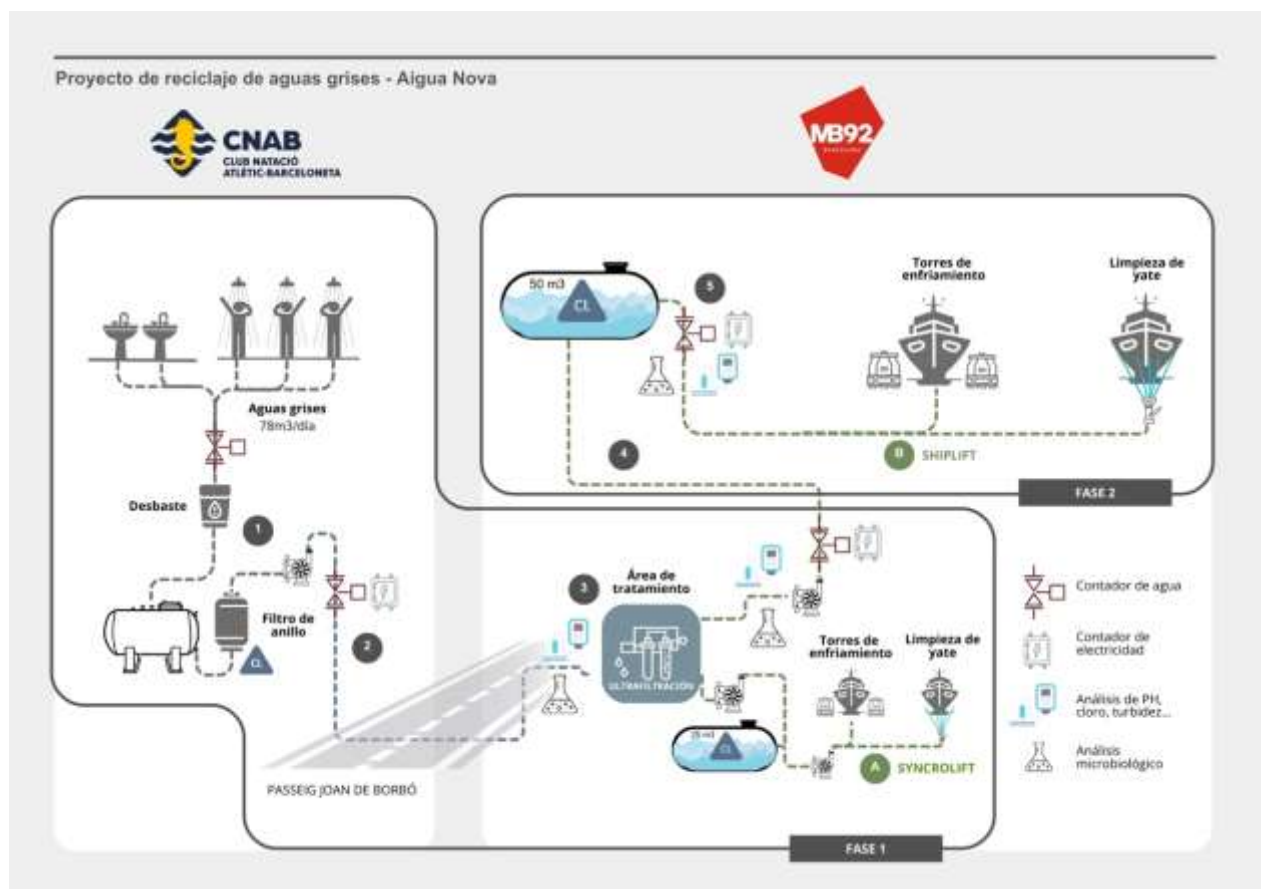 Proyecto de reciclaje de aguas grises - Aigua Nova
CNAB
CLUB NATACIÓ
ATLÈTIC-BARCELONETA
MB92
BARCELONA
Aguas grises
78m3/día
Desbaste
1
Filtro de
anillo
CL
2
PASSEIG JOAN DE BORBÓ
50 m3
CL
5
Torres de
enfriamiento
Limpieza de
yate
4
B
SHIPLIFT
FASE 2
3
Área de
tratamiento
ULTRAFILTRACIÓN
CL
Torres de
enfriamiento
Limpieza de
yate
A
SYNCROLIFT
FASE 1
Contador de agua
Contador de
electricidad
Análisis de PH,
cloro, turbidez...
Análisis
microbiológico